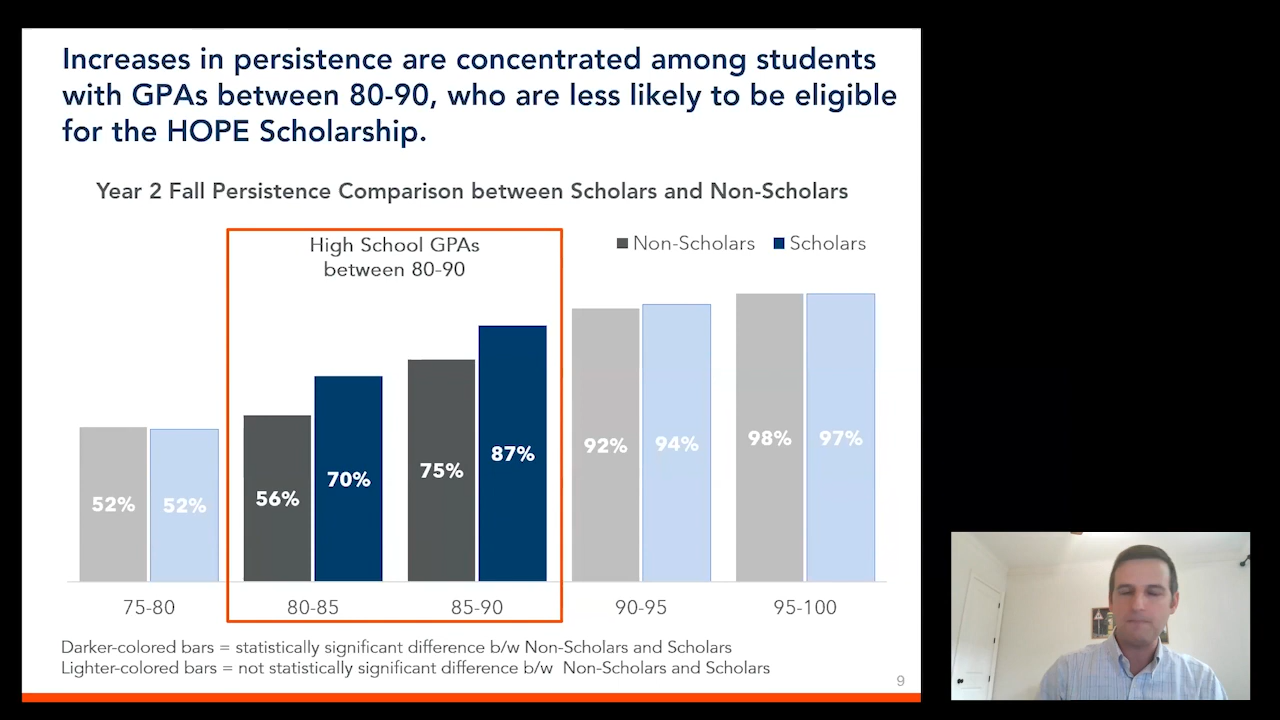 Increases in persistence are concentrated among students
with GPAs between 80-90, who are less likely to be eligible
for the HOPE Scholarship.
Year 2 Fall Persistence Comparison between Scholars and Non-Scholars
High School GPAs
between 80-90
Non-Scholars Scholars
52% 52% 56% 70% 75% 87% 92% 94% 98% 97%
75-80 80-85 85-90 90-95 95-100
Darker-colored bars = statistically significant difference b/w Non-Scholars and Scholars
Lighter-colored bars = not statistically significant difference b/w Non-Scholars and Scholars
9